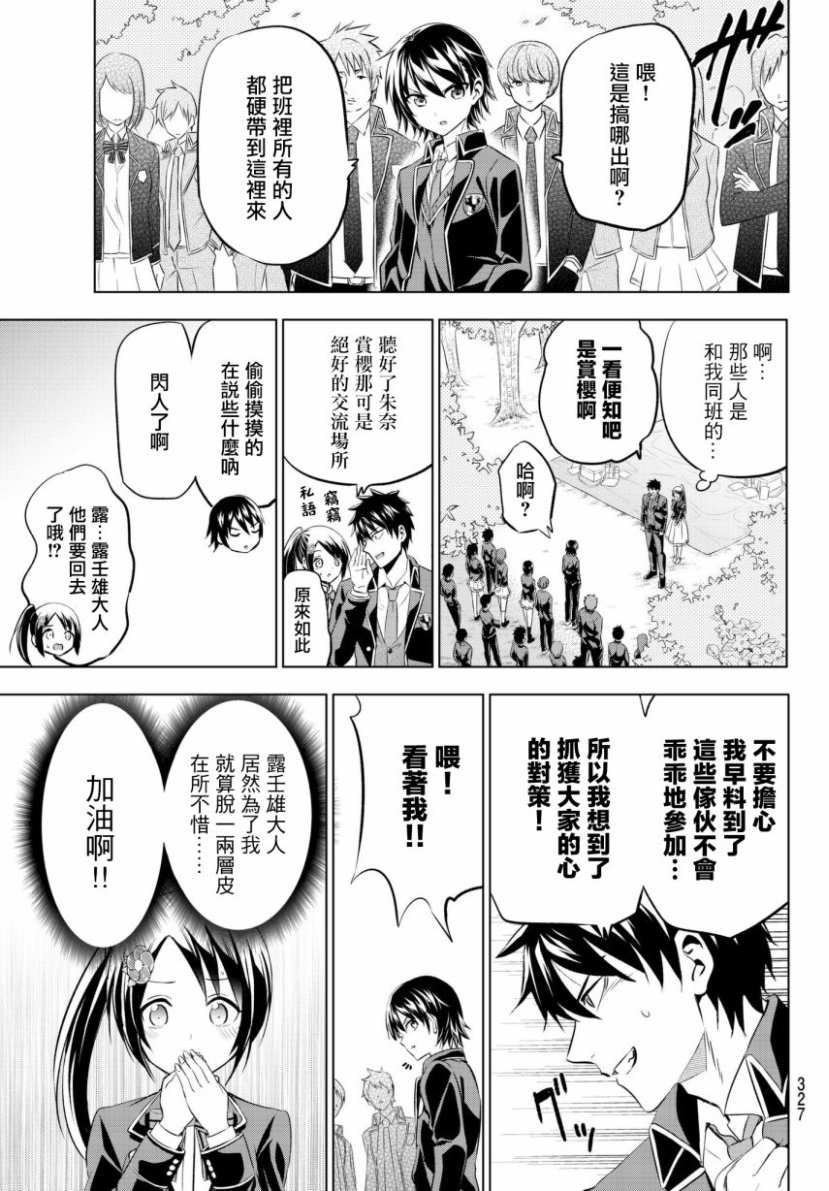 喂！
這是搞哪出啊?
把班裡所有的人
都硬帶到這裡來
啊…
那些人是
和我同班的…
一看便知吧
是賞櫻啊
哈啊?
聽好了朱奈
賞櫻那可是
絕好的交流場所
竊竊
私語
原來如此
偷偷摸摸的
在說些什麼吶
閃人了啊
露…露壬雄大人
他們要回去
了哦!?
不要擔心
我早料到了
這些傢伙不會
乖乖地參加…
所以我想到了
抓獲大家的心
的對策！
喂！
看著我!!
露壬雄大人
居然為了我
就算脫一兩層皮
在所不惜……
加油啊!!
327